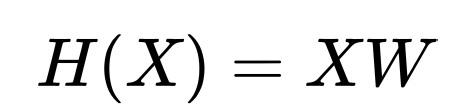 H(X) = XW